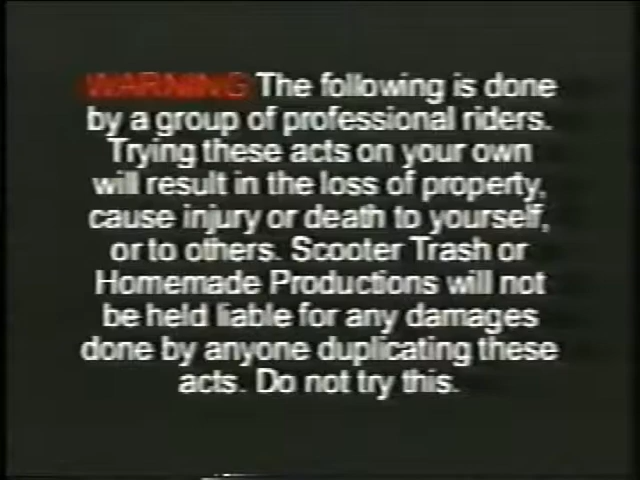 WARNING The following is done
by a group of professional riders.
Trying these acts on your own
will result in the loss of property,
cause injury or death to yourself,
or to others. Scooter Trash or
Homemade Productions will not
be held liable for any damages
done by anyone duplicating these
acts. Do not try this.